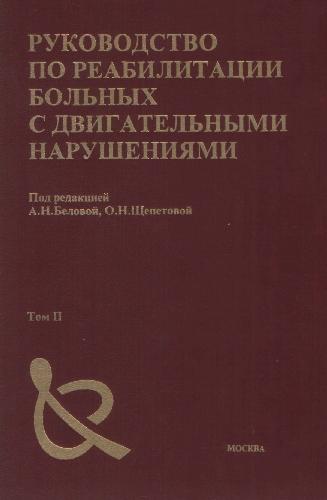 РУКОВОДСТВО
ПО РЕАБИЛИТАЦИИ
БОЛЬНЫХ
С ДВИГАТЕЛЬНЫМИ
НАРУШЕНИЯМИ
Под редакцией
А.Н.Беловой, О.Н.Щепетовой
Том II
МОСКВА